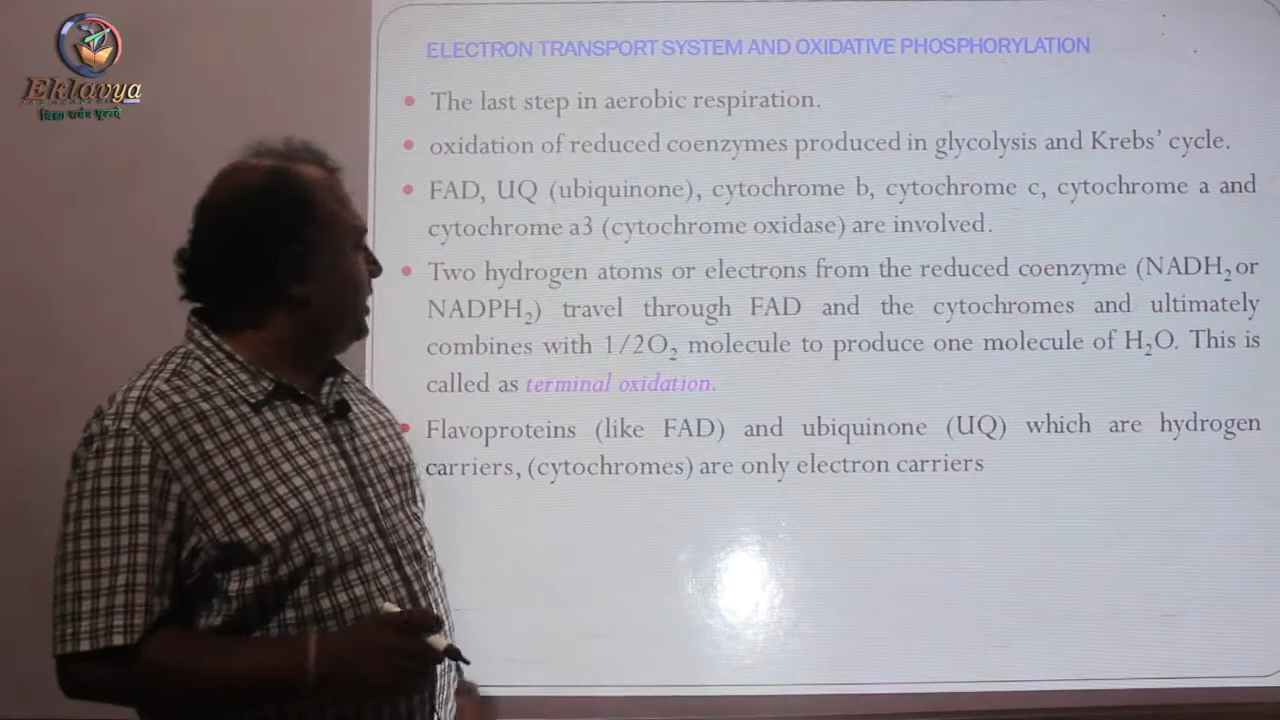 Eklavya
ELECTRON TRANSPORT SYSTEM AND OXIDATIVE PHOSPHORYLATION
• The last step in aerobic respiration.
• oxidation of reduced coenzymes produced in glycolysis and Krebs’ cycle.
• FAD, UQ (ubiquinone), cytochrome b, cytochrome c, cytochrome a and
cytochrome a3 (cytochrome oxidase) are involved.
• Two hydrogen atoms or electrons from the reduced coenzyme (NADH₂ or
NADPH₂) travel through FAD and the cytochromes and ultimately
combines with 1/2O₂ molecule to produce one molecule of H₂O. This is
called as terminal oxidation.
• Flavoproteins (like FAD) and ubiquinone (UQ) which are hydrogen
carriers, (cytochromes) are only electron carriers